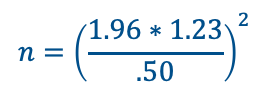 n = (1.96 * 1.23 / .50)²